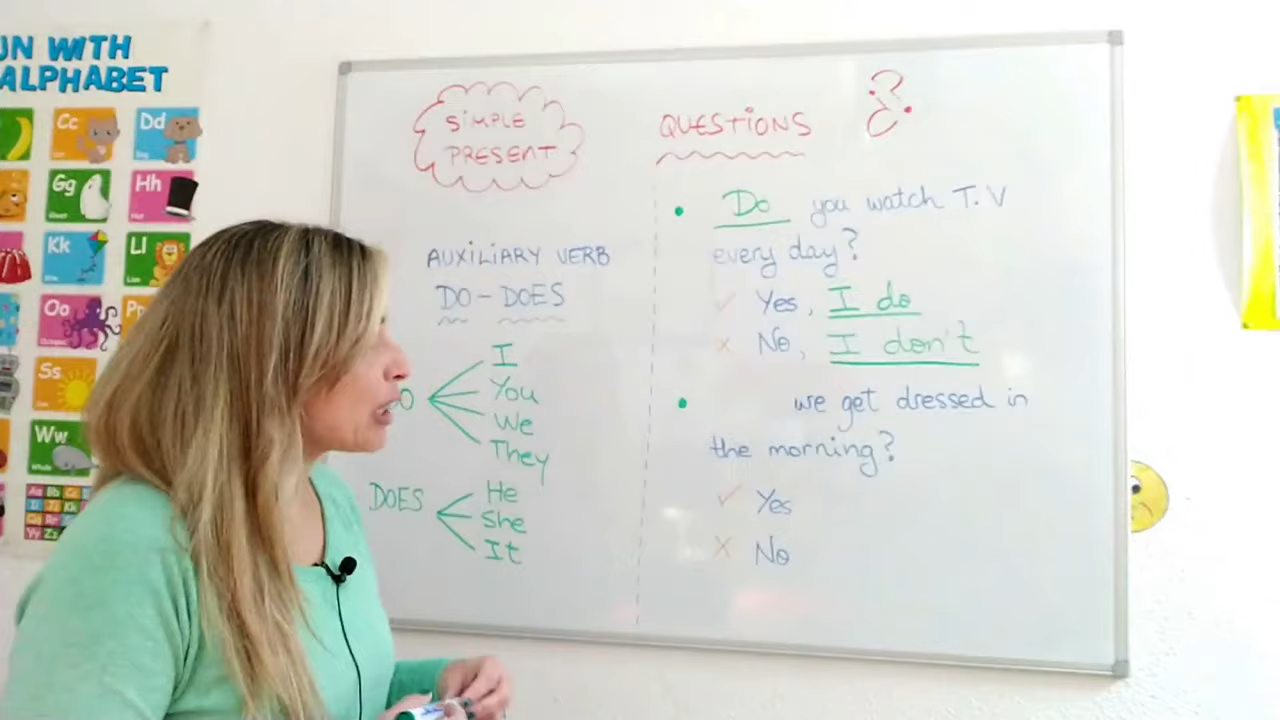 UN WITH
ALPHABET
Cc
Dd
Gg
Hh
Kk
Ll
Oo
Pp
Ss
Ww
SIMPLE
PRESENT
AUXILIARY VERB
DO - DOES
I
You
We
They
DOES
He
She
It
QUESTIONS ?
• Do you watch T.V
every day?
✓ Yes, I do
x No, I don't
• we get dressed in
the morning?
✓ Yes
x No